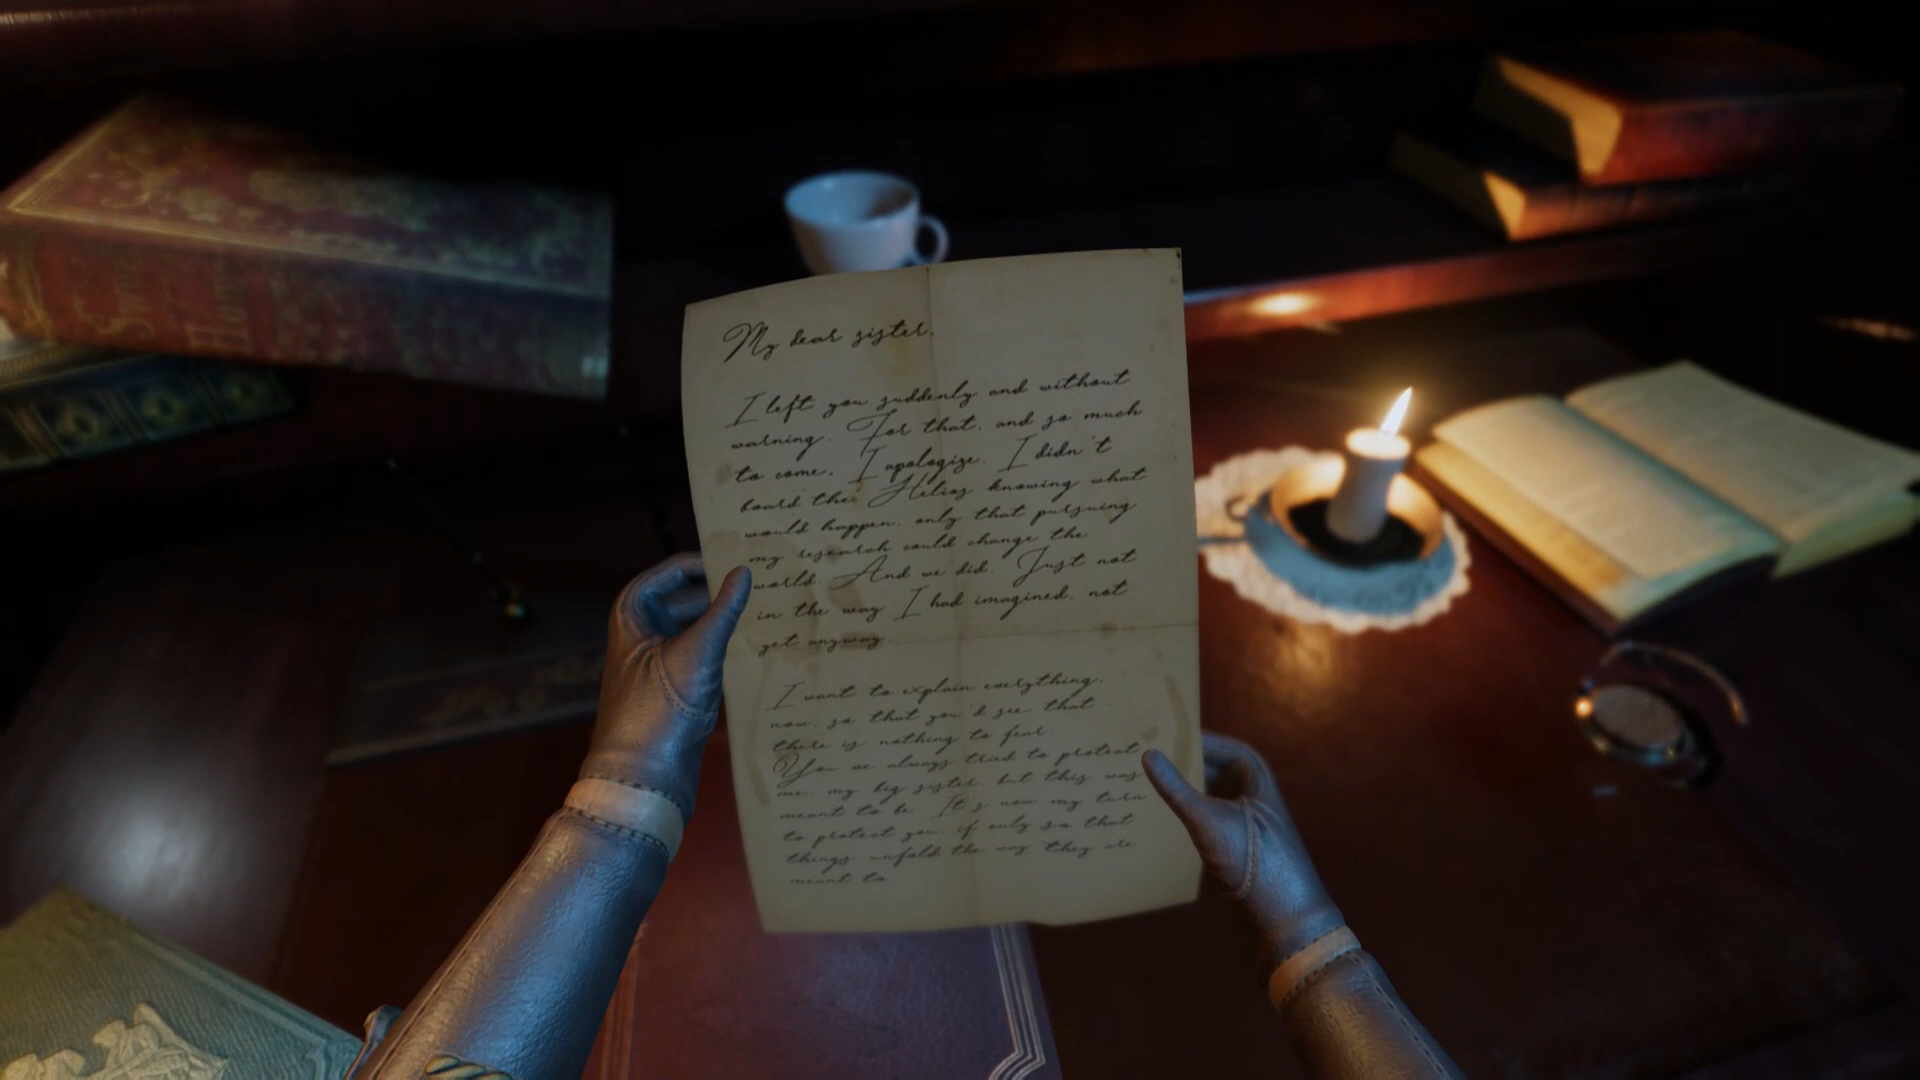 My dear sister,
I left you suddenly and without
warning. For that, and so much
to come, I apologize. I didn't
board the Helios knowing what
would happen, only that pursuing
my research could change the
world. And we did. Just not
in the way I had imagined, not
yet anyway.
I want to explain everything,
now, so that you'd see that
there is nothing to fear.
You've always tried to protect
me, my big sister, but this was
meant to be. It's now my turn
to protect you, if only so that
things unfold the way they are
meant to.